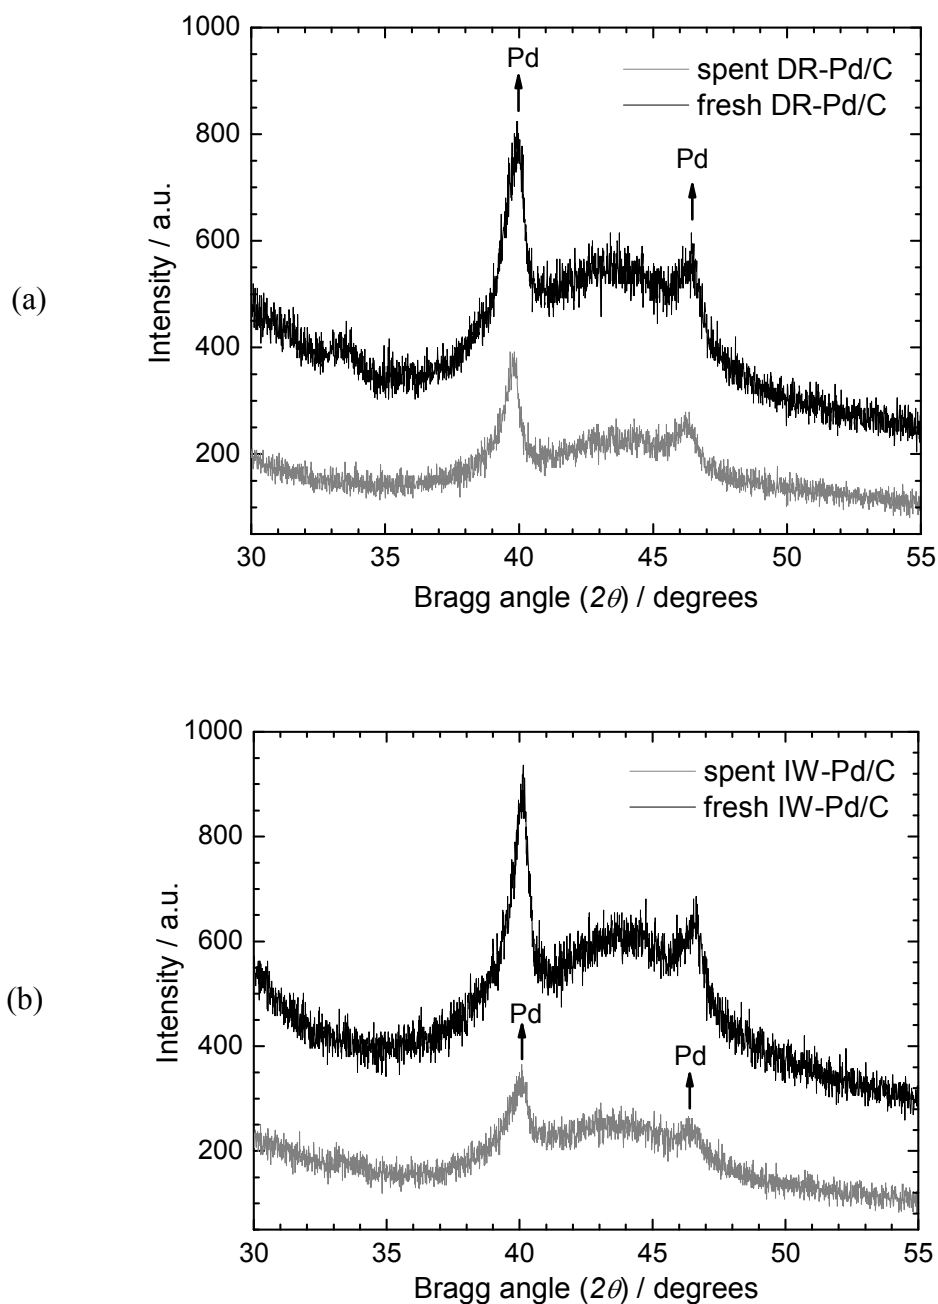 (a)
1000
800
600
400
200
Intensity / a.u.
Pd
Pd
spent DR-Pd/C
fresh DR-Pd/C
30 35 40 45 50 55
Bragg angle (2θ) / degrees
(b)
1000
800
600
400
200
Intensity / a.u.
spent IW-Pd/C
fresh IW-Pd/C
Pd
Pd
30 35 40 45 50 55
Bragg angle (2θ) / degrees